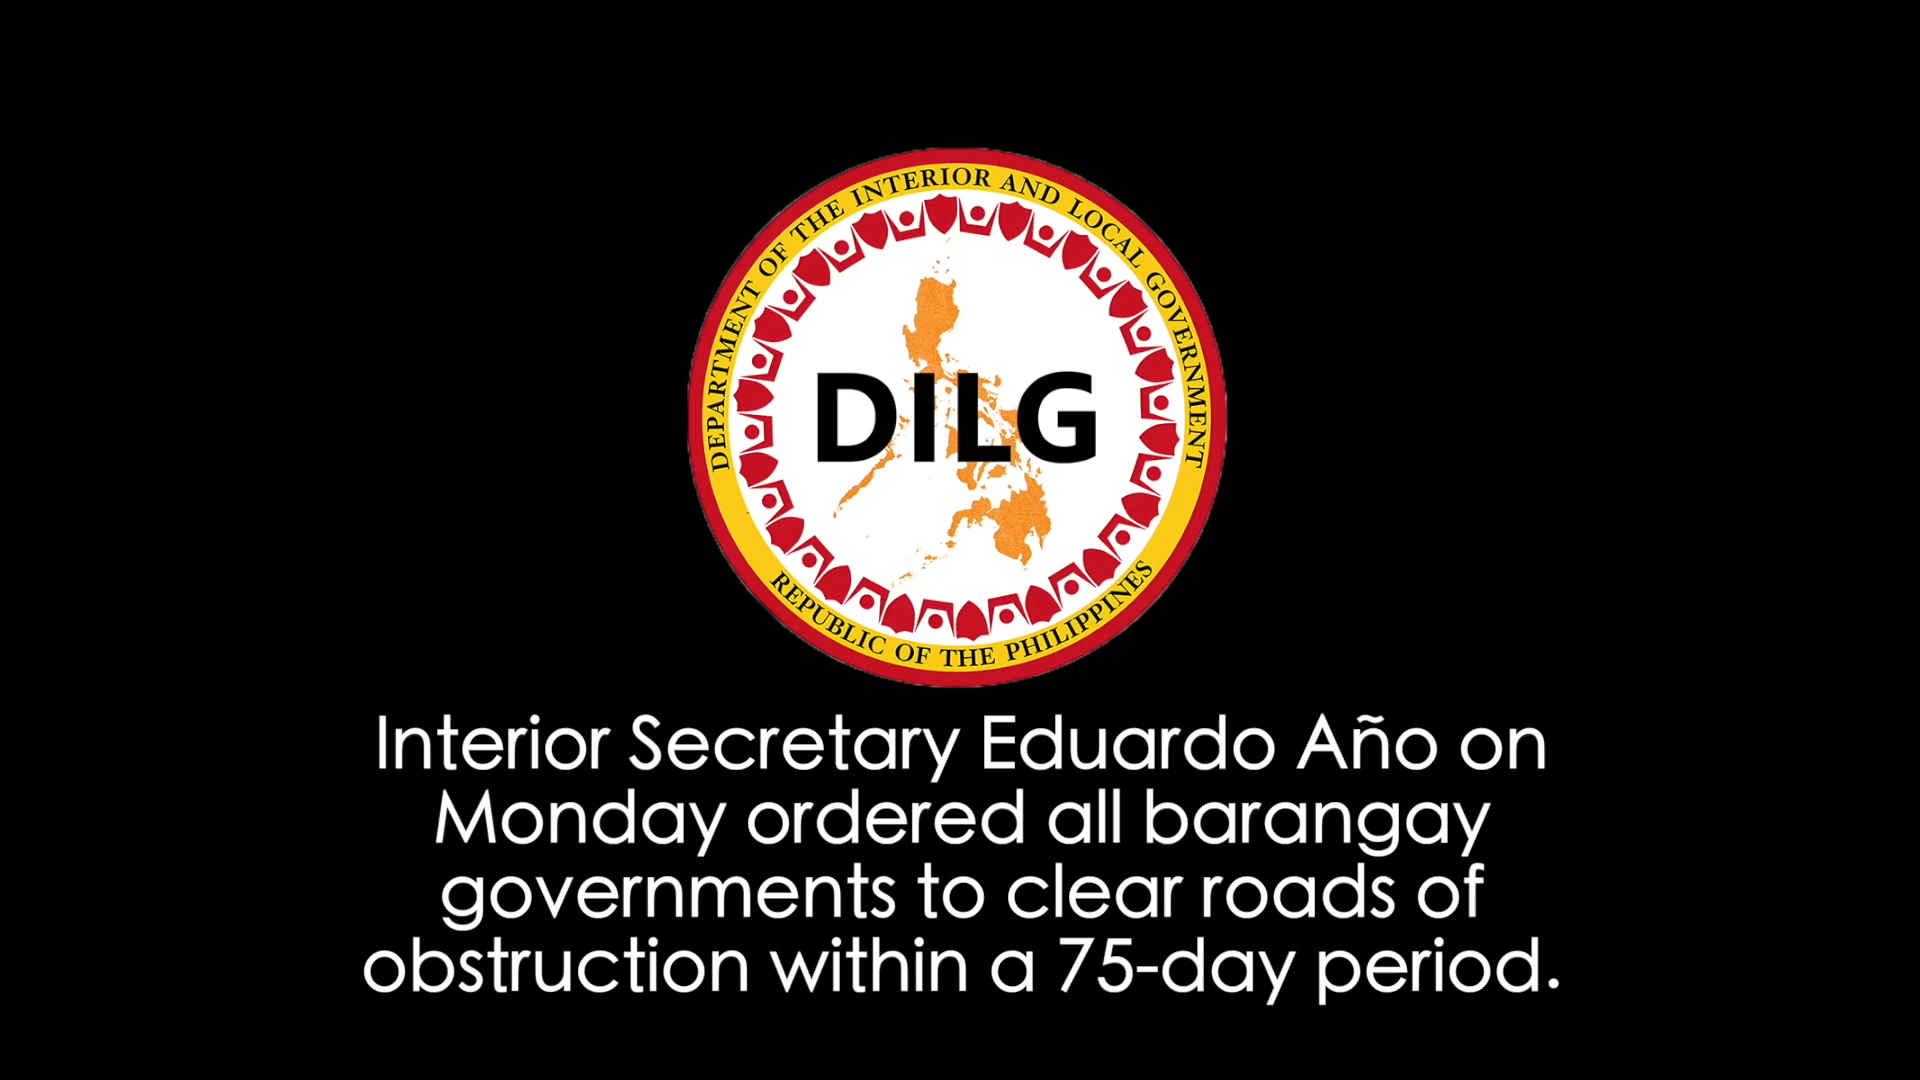 DEPARTMENT OF THE INTERIOR AND LOCAL GOVERNMENT
DILG
REPUBLIC OF THE PHILIPPINES
Interior Secretary Eduardo Año on
Monday ordered all barangay
governments to clear roads of
obstruction within a 75-day period.